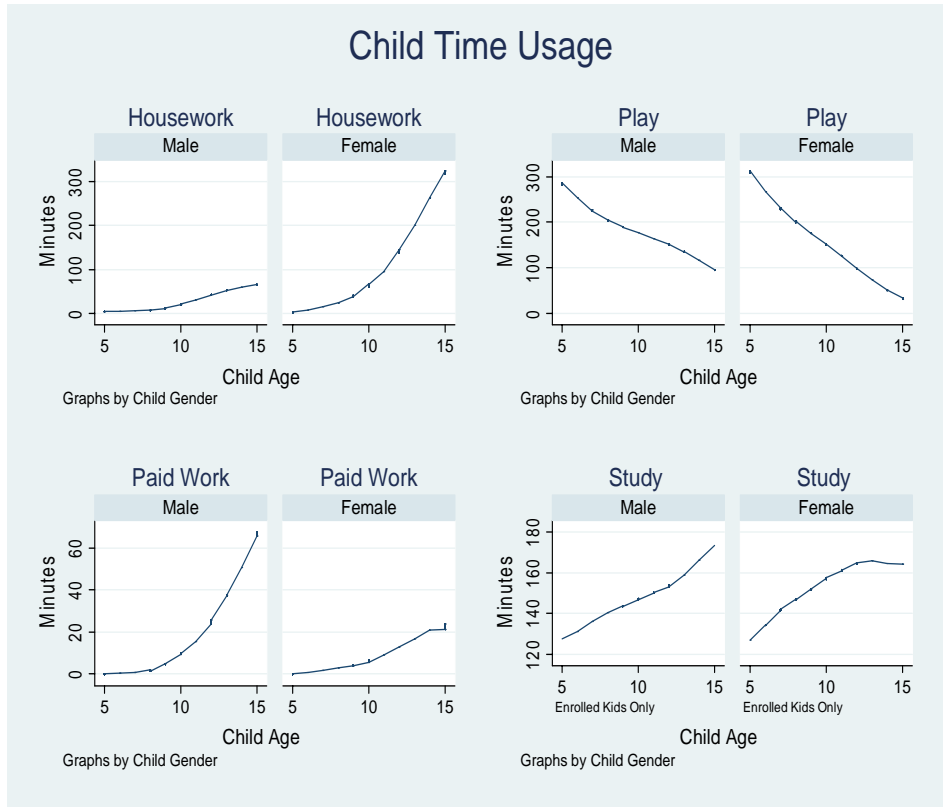 Child Time Usage
Housework Housework
Male Female
Minutes
300
200
100
0
5 10 15 5 10 15
Child Age
Graphs by Child Gender
Play Play
Male Female
Minutes
300
200
100
0
5 10 15 5 10 15
Child Age
Graphs by Child Gender
Paid Work Paid Work
Male Female
Minutes
60
40
20
0
5 10 15 5 10 15
Child Age
Graphs by Child Gender
Study Study
Male Female
Minutes
180
160
140
120
5 10 15 5 10 15
Enrolled Kids Only Enrolled Kids Only
Child Age
Graphs by Child Gender